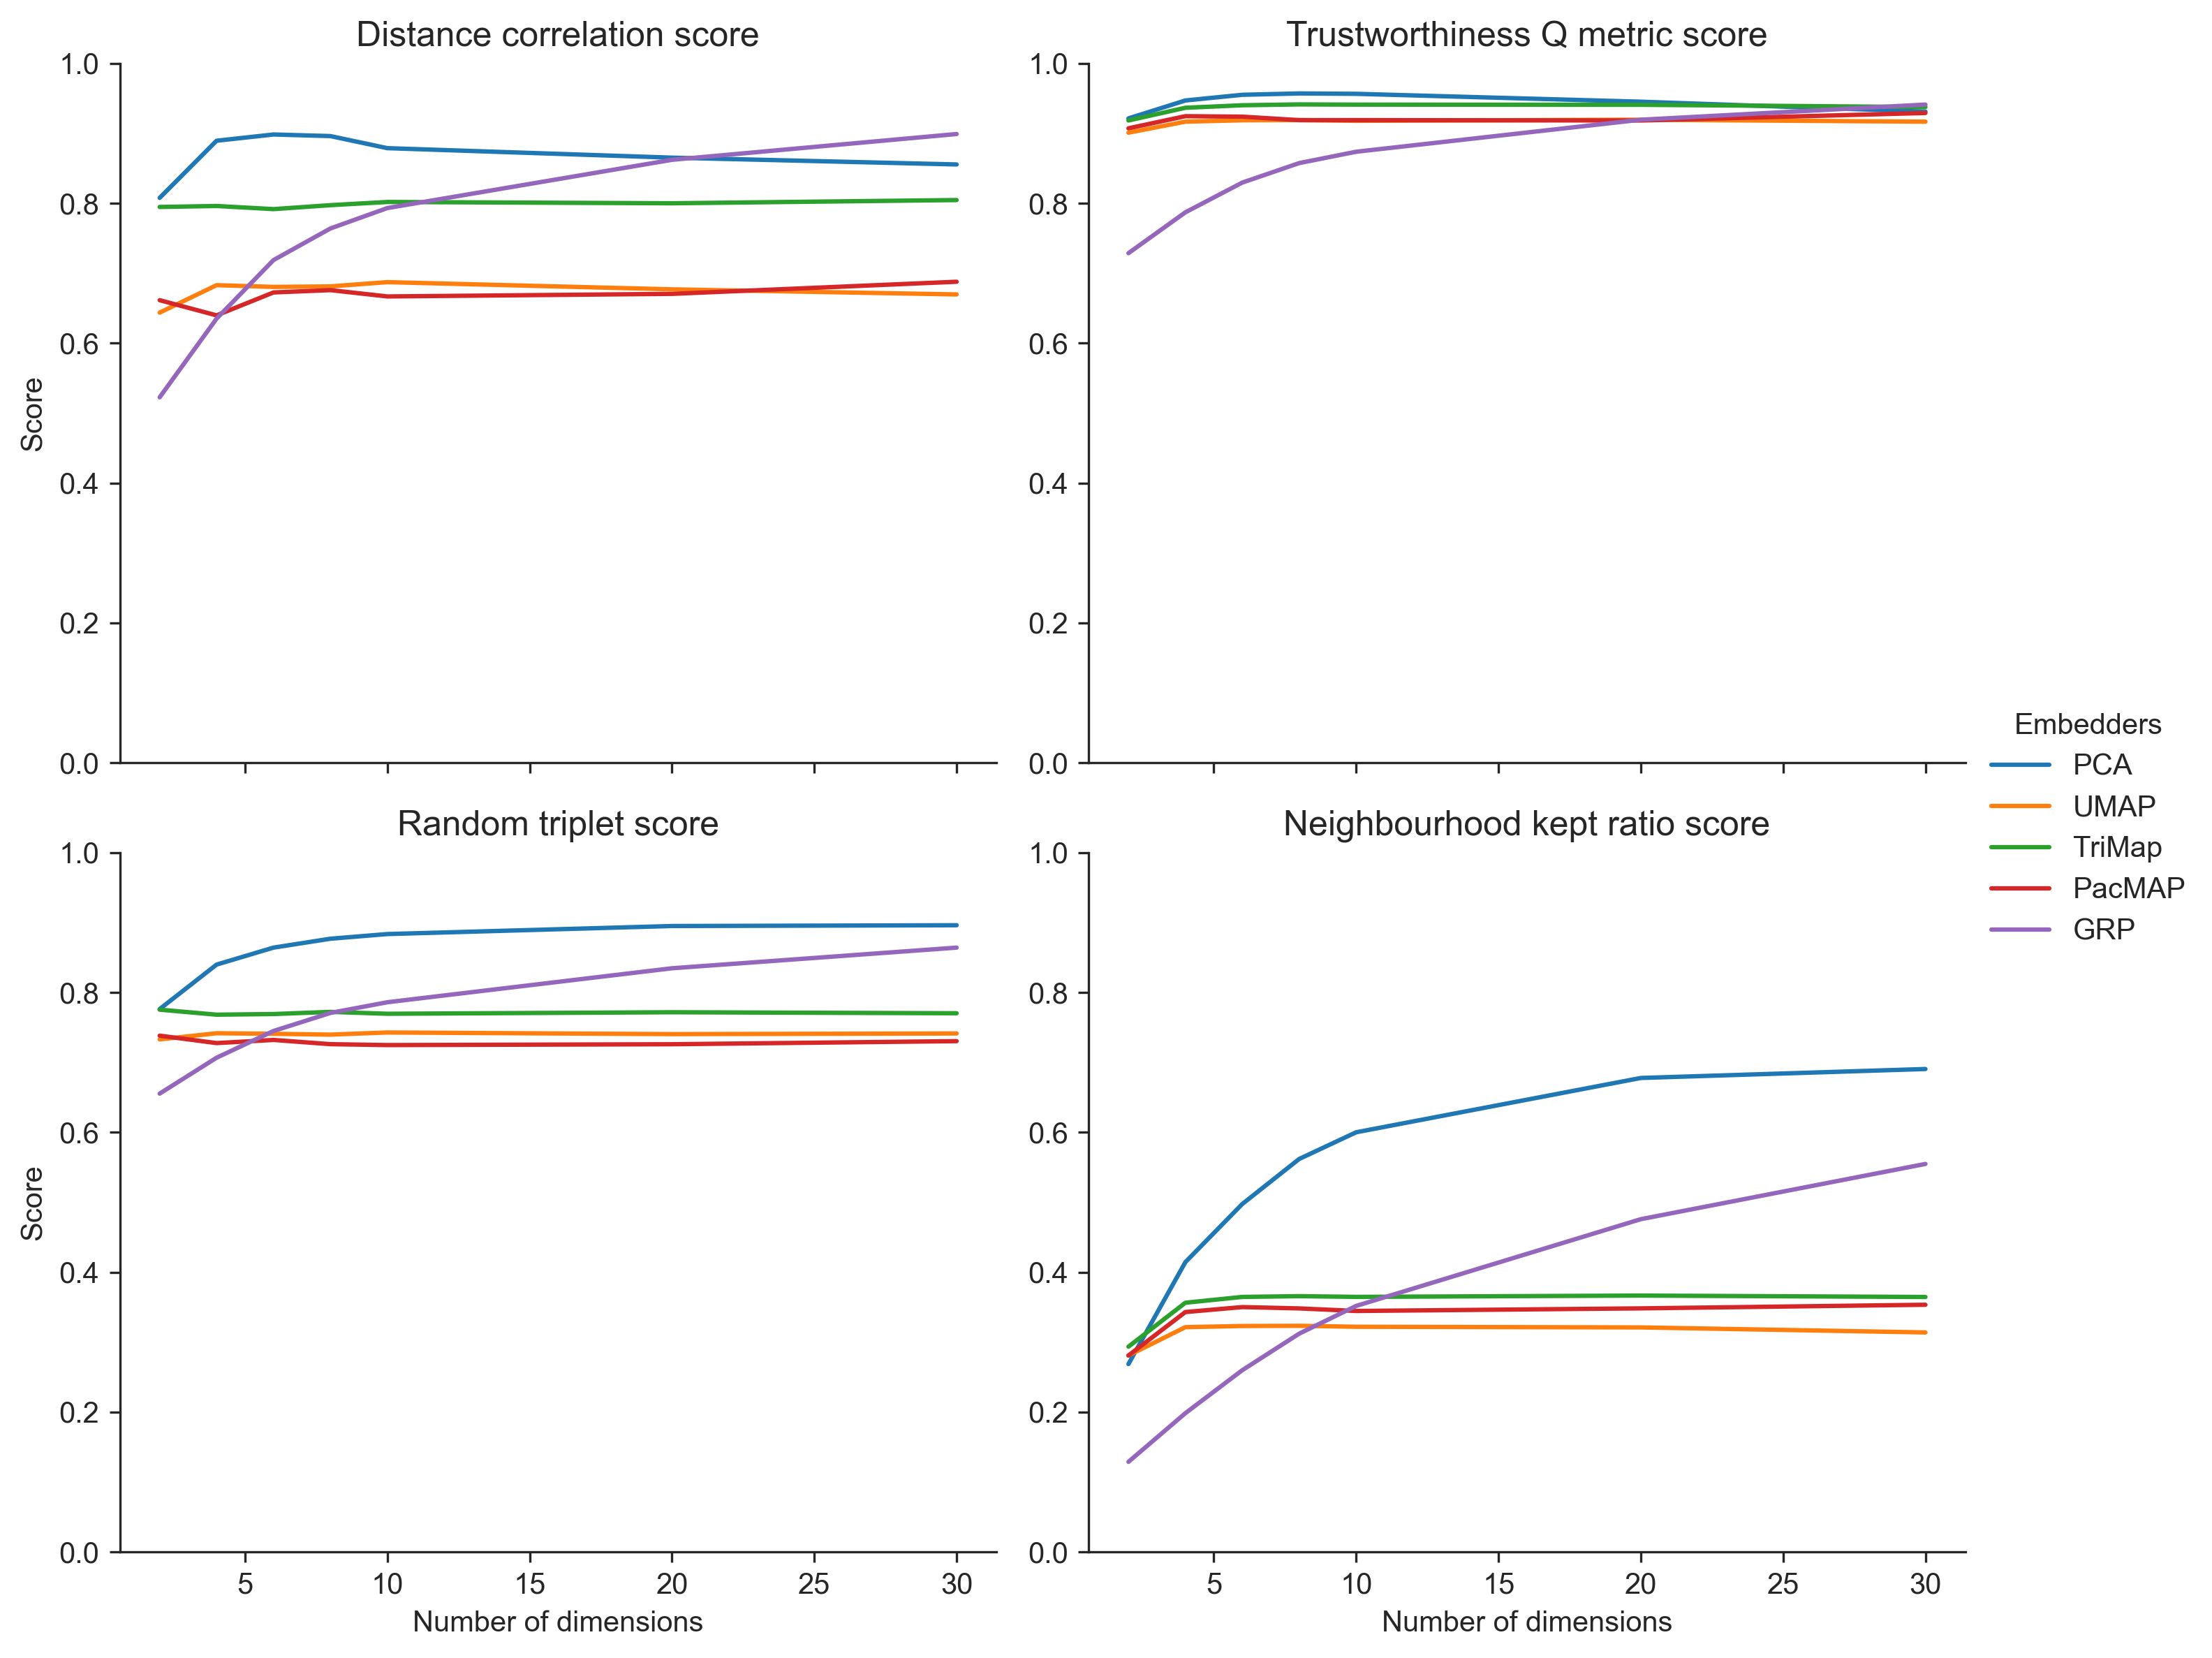 Distance correlation score
1.0
0.8
0.6
0.4
0.2
0.0
Score
Trustworthiness Q metric score
1.0
0.8
0.6
0.4
0.2
0.0
Random triplet score
1.0
0.8
0.6
0.4
0.2
0.0
Score
5 10 15 20 25 30
Number of dimensions
Neighbourhood kept ratio score
1.0
0.8
0.6
0.4
0.2
0.0
5 10 15 20 25 30
Number of dimensions
Embedders
PCA
UMAP
TriMap
PacMAP
GRP